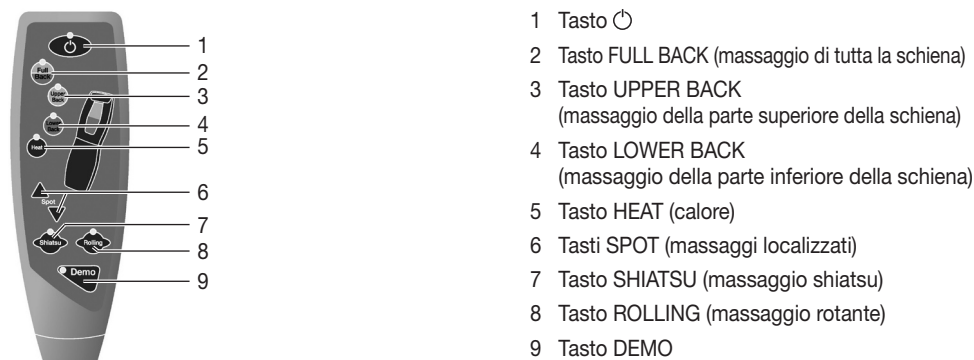 1
2
3
4
5
6
7
8
9
Full Back
Upper Back
Lower Back
Heat
Spot
Shiatsu
Rolling
Demo
1 Tasto ⏻
2 Tasto FULL BACK (massaggio di tutta la schiena)
3 Tasto UPPER BACK
(massaggio della parte superiore della schiena)
4 Tasto LOWER BACK
(massaggio della parte inferiore della schiena)
5 Tasto HEAT (calore)
6 Tasti SPOT (massaggi localizzati)
7 Tasto SHIATSU (massaggio shiatsu)
8 Tasto ROLLING (massaggio rotante)
9 Tasto DEMO